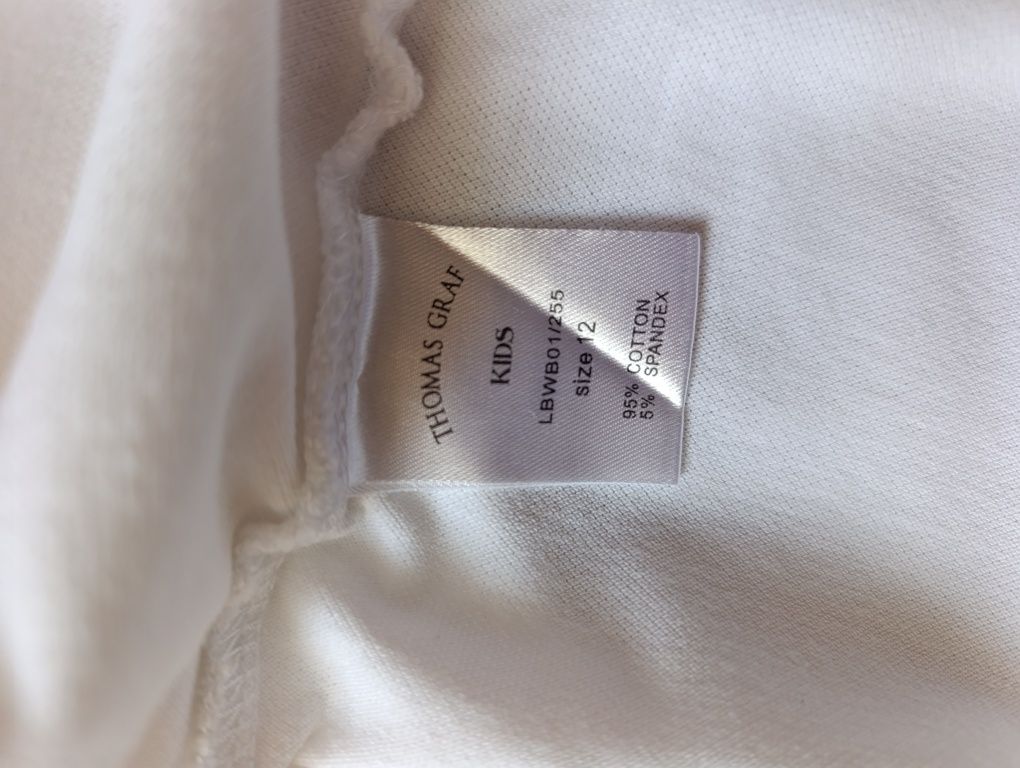 THOMAS GRAF
KIDS
LBWB01/255
size 12
95% COTTON
5% SPANDEX